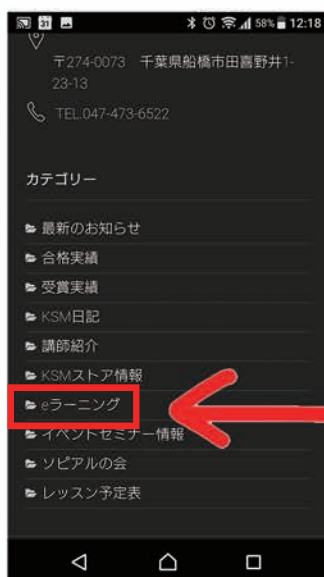 31
58% 12:18
〒274-0073 千葉県船橋市田喜野井1-
23-13
TEL.047-473-6522
カテゴリー
最新のお知らせ
合格実績
受賞実績
KSM日記
講師紹介
KSMストア情報
eラーニング
イベントセミナー情報
ソピアルの会
レッスン予定表